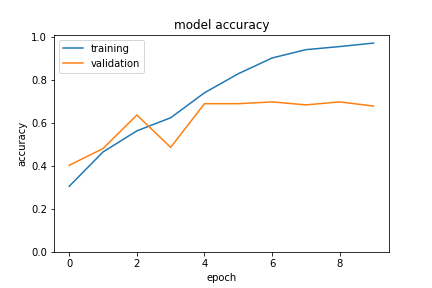 model accuracy
training
validation
accuracy
1.0
0.8
0.6
0.4
0.2
0.0
0 2 4 6 8
epoch